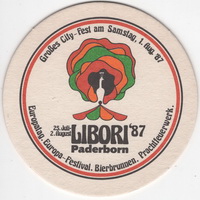 Großes City-Fest am Samstag, 1. Aug. '87
25. Juli-
2. August
LIBORI '87
Paderborn
Europatag, Europa-Festival, Bierbrunnen, Prachtfeuerwerk.